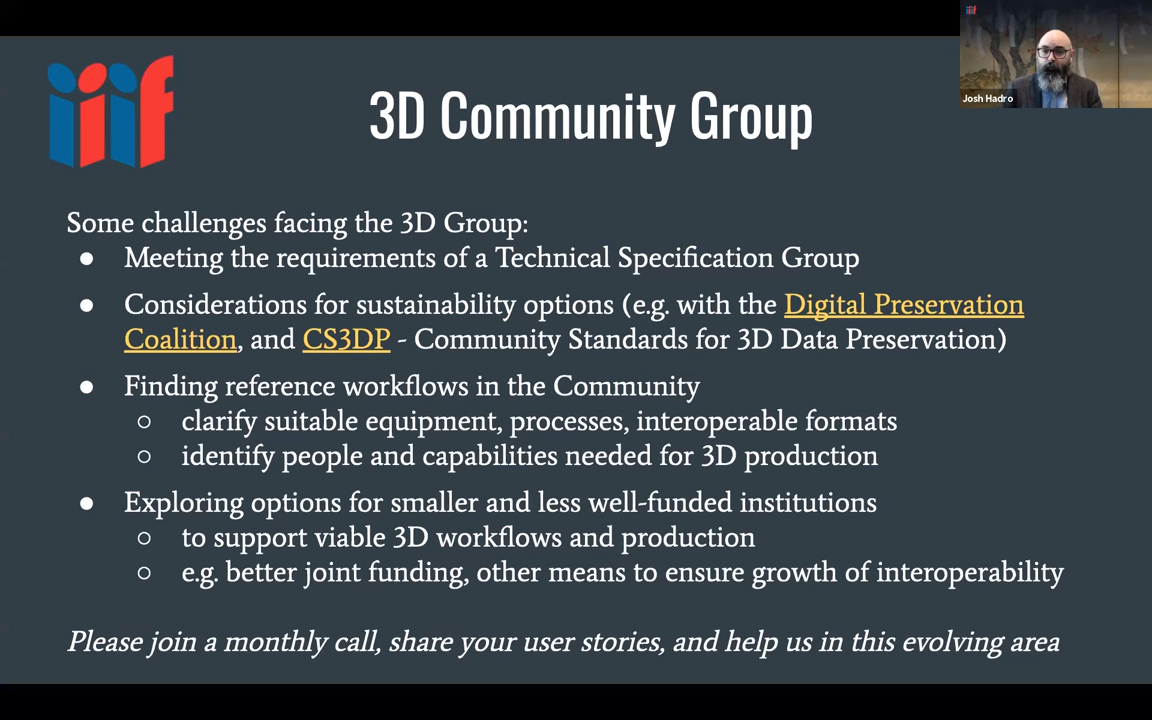 iiif
iiif
Josh Hadro
3D Community Group
Some challenges facing the 3D Group:
● Meeting the requirements of a Technical Specification Group
● Considerations for sustainability options (e.g. with the Digital Preservation
Coalition, and CS3DP - Community Standards for 3D Data Preservation)
● Finding reference workflows in the Community
○ clarify suitable equipment, processes, interoperable formats
○ identify people and capabilities needed for 3D production
● Exploring options for smaller and less well-funded institutions
○ to support viable 3D workflows and production
○ e.g. better joint funding, other means to ensure growth of interoperability
Please join a monthly call, share your user stories, and help us in this evolving area